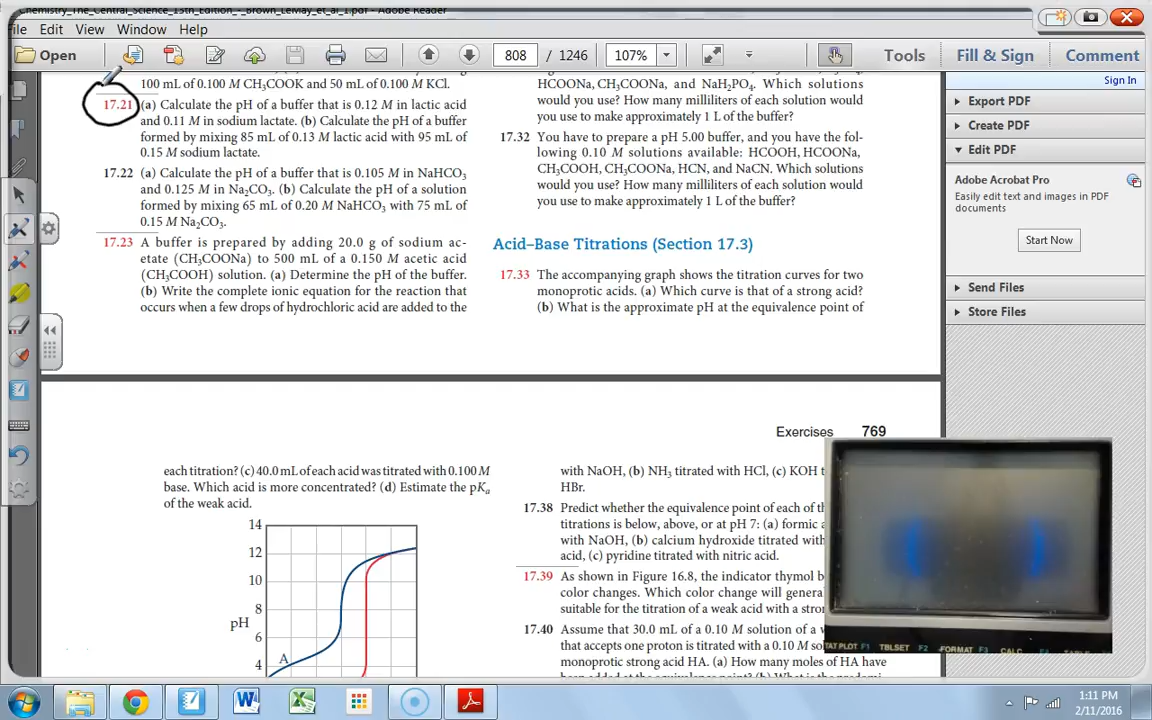 Chemistry_The_Central_Science_13th_Edition_-_Brown_LeMay_et_al_1.pdf - Adobe Reader
File Edit View Window Help
Open 808 / 1246 107% Tools Fill & Sign Comment
Sign In
Export PDF
Create PDF
Edit PDF
Adobe Acrobat Pro
Easily edit text and images in PDF
documents
Start Now
Send Files
Store Files
100 mL of 0.100 M CH3COOH and 50 mL of 0.100 M KCl.
17.21 (a) Calculate the pH of a buffer that is 0.12 M in lactic acid
and 0.11 M in sodium lactate. (b) Calculate the pH of a buffer
formed by mixing 85 mL of 0.13 M lactic acid with 95 mL of
0.15 M sodium lactate.
17.22 (a) Calculate the pH of a buffer that is 0.105 M in NaHCO3
and 0.125 M in Na2CO3. (b) Calculate the pH of a solution
formed by mixing 65 mL of 0.20 M NaHCO3 with 75 mL of
0.15 M Na2CO3.
17.23 A buffer is prepared by adding 20.0 g of sodium ac-
etate (CH3COONa) to 500 mL of a 0.150 M acetic acid
(CH3COOH) solution. (a) Determine the pH of the buffer.
(b) Write the complete ionic equation for the reaction that
occurs when a few drops of hydrochloric acid are added to the
HCOONa, CH3COONa, and NaH2PO4. Which solutions
would you use? How many milliliters of each solution would
you use to make approximately 1 L of the buffer?
17.32 You have to prepare a pH 5.00 buffer, and you have the fol-
lowing 0.10 M solutions available: HCOOH, HCOONa,
CH3COOH, CH3COONa, HCN, and NaCN. Which solutions
would you use? How many milliliters of each solution would
you use to make approximately 1 L of the buffer?
Acid–Base Titrations (Section 17.3)
17.33 The accompanying graph shows the titration curves for two
monoprotic acids. (a) Which curve is that of a strong acid?
(b) What is the approximate pH at the equivalence point of
Exercises 769
each titration? (c) 40.0 mL of each acid was titrated with 0.100 M
base. Which acid is more concentrated? (d) Estimate the pKa
of the weak acid.
14
12
10
8
pH
6
A
4
with NaOH, (b) NH3 titrated with HCl, (c) KOH
HBr.
17.38 Predict whether the equivalence point of each of
titrations is below, above, or at pH 7: (a) formic
with NaOH, (b) calcium hydroxide titrated with
acid, (c) pyridine titrated with nitric acid.
17.39 As shown in Figure 16.8, the indicator thymol
color changes. Which color change will
suitable for the titration of a weak acid with a
17.40 Assume that 30.0 mL of a 0.10 M solution of a
that accepts one proton is titrated with a 0.10 M
monoprotic strong acid HA. (a) How many moles of HA have
STAT PLOT F1 TBLSET F2 FORMAT F3 CALC F4
1:11 PM
2/11/2016